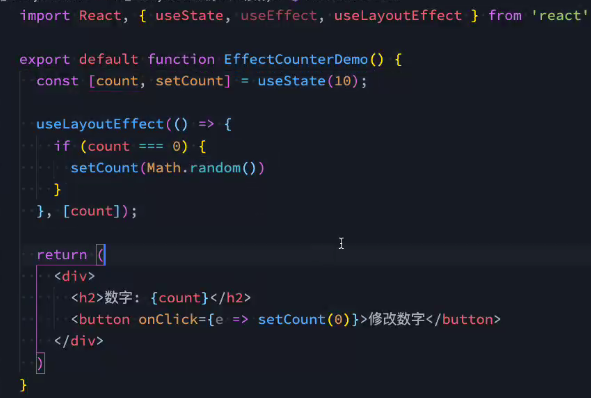 import React, { useState, useEffect, useLayoutEffect } from 'react'
export default function EffectCounterDemo() {
  const [count, setCount] = useState(10);
  useLayoutEffect(() => {
    if (count === 0) {
      setCount(Math.random())
    }
  }, [count]);
  return (
    <div>
      <h2>数字: {count}</h2>
      <button onClick={e => setCount(0)}>修改数字</button>
    </div>
  )
}